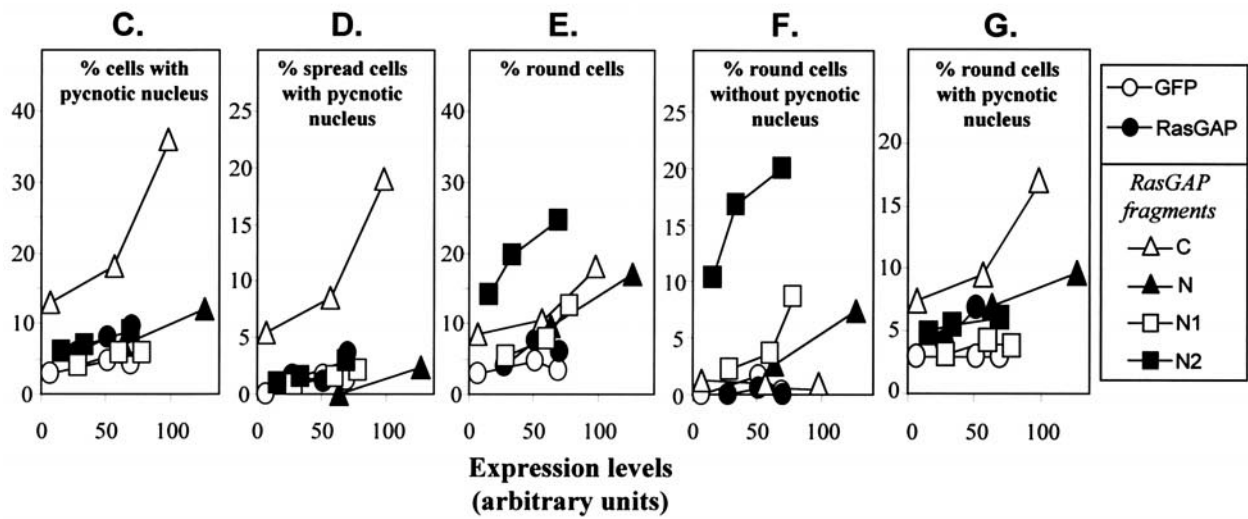 C.
% cells with
pycnotic nucleus
40
30
20
10
0
0 50 100
D.
% spread cells
with pycnotic
nucleus
25
20
15
10
5
0
0 50 100
E.
% round cells
40
30
20
10
0
0 50 100
F.
% round cells
without pycnotic
nucleus
25
20
15
10
5
0
0 50 100
G.
% round cells
with pycnotic
nucleus
20
15
10
5
0
0 50 100
Expression levels
(arbitrary units)
GFP
RasGAP
RasGAP
fragments
C
N
N1
N2